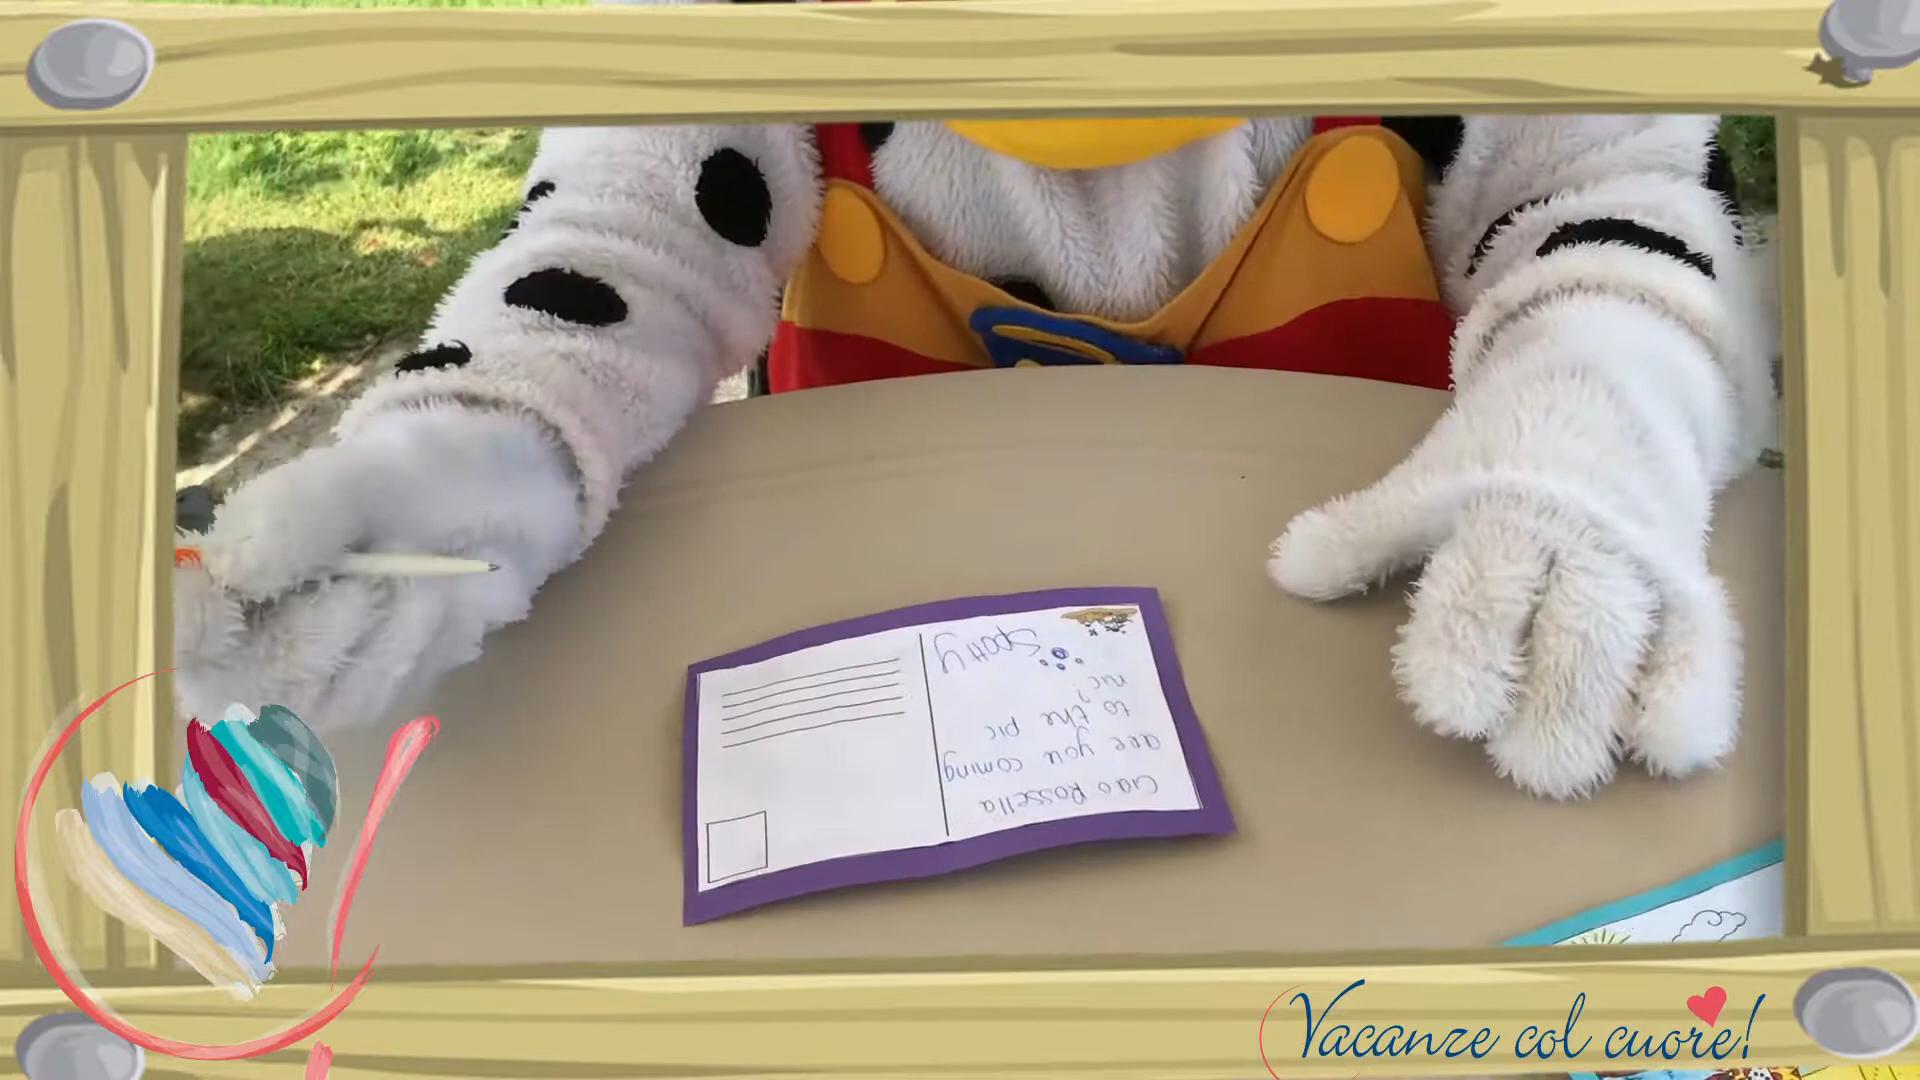 Ciao Rossella
are you coming
to the pic
nic?
Spotty
Vacanze col cuore!